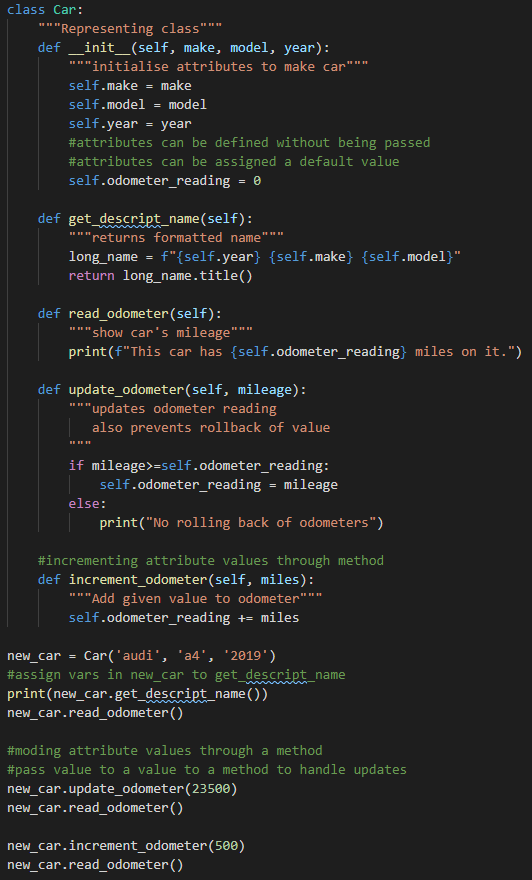 class Car:
    """Representing class"""
    def __init__(self, make, model, year):
        """initialise attributes to make car"""
        self.make = make
        self.model = model
        self.year = year
        #attributes can be defined without being passed
        #attributes can be assigned a default value
        self.odometer_reading = 0

    def get_descript_name(self):
        """returns formatted name"""
        long_name = f"{self.year} {self.make} {self.model}"
        return long_name.title()

    def read_odometer(self):
        """show car's mileage"""
        print(f"This car has {self.odometer_reading} miles on it.")

    def update_odometer(self, mileage):
        """updates odometer reading
           also prevents rollback of value
        """
        if mileage>=self.odometer_reading:
            self.odometer_reading = mileage
        else:
            print("No rolling back of odometers")

    #incrementing attribute values through method
    def increment_odometer(self, miles):
        """Add given value to odometer"""
        self.odometer_reading += miles

new_car = Car('audi', 'a4', '2019')
#assign vars in new_car to get_descript_name
print(new_car.get_descript_name())
new_car.read_odometer()

#moding attribute values through a method
#pass value to a value to a method to handle updates
new_car.update_odometer(23500)
new_car.read_odometer()

new_car.increment_odometer(500)
new_car.read_odometer()